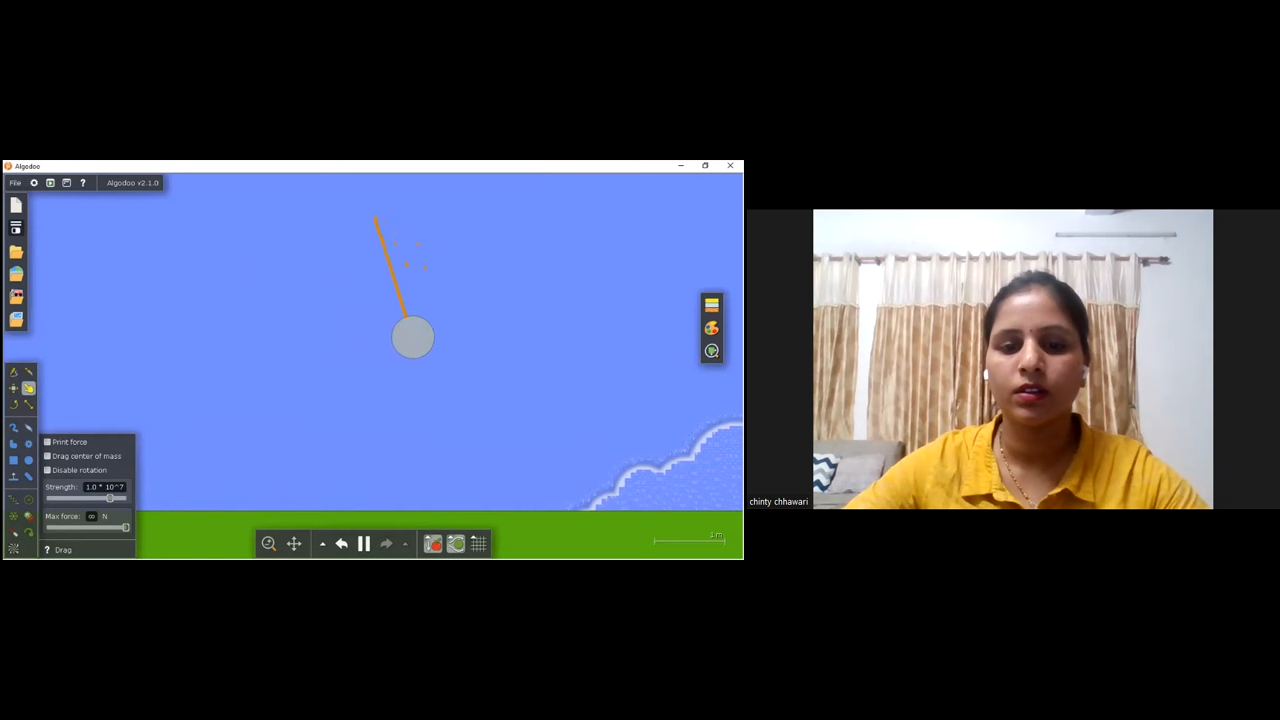 Algodoo
File ? Algodoo v2.1.0
Print force
Drag center of mass
Disable rotation
Strength: 1.0 * 10^7
Max force: ∞ N
? Drag
1 m
chinty chhawari